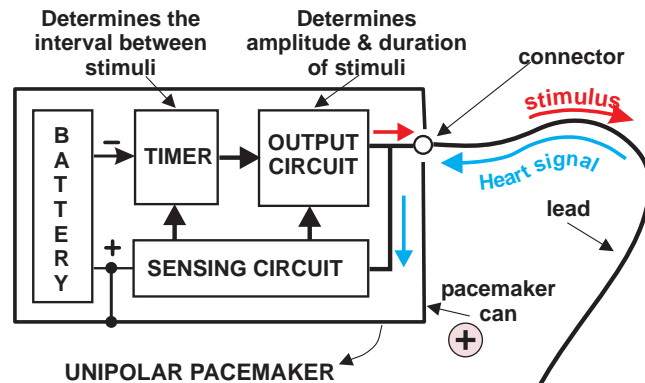 Determines the
interval between
stimuli
Determines
amplitude & duration
of stimuli
connector
stimulus
Heart signal
lead
BATTERY
−
+
TIMER
OUTPUT
CIRCUIT
SENSING CIRCUIT
pacemaker
can
+
UNIPOLAR PACEMAKER